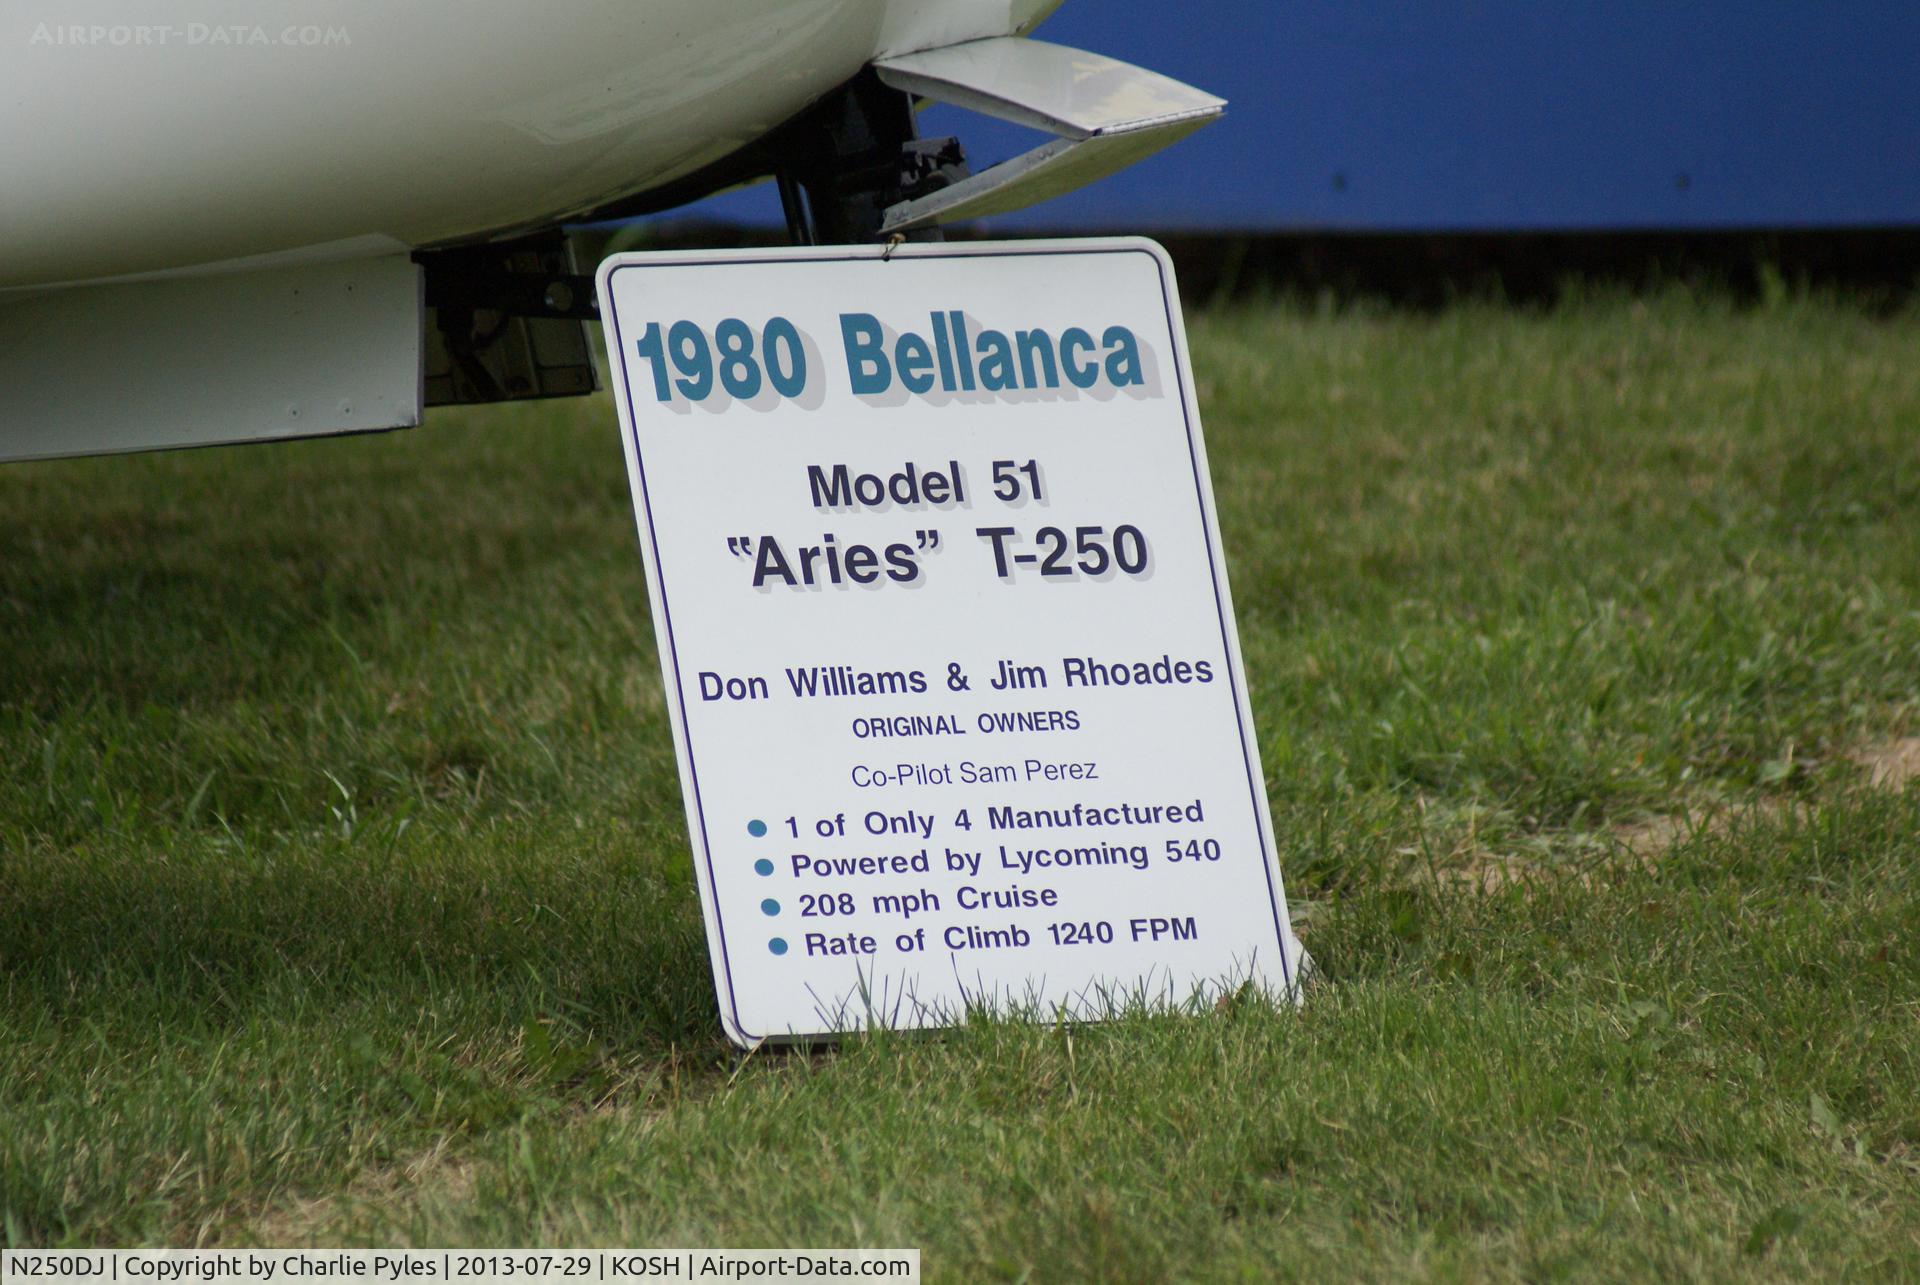 AIRPORT-DATA.COM
1980 Bellanca
Model 51
"Aries" T-250
Don Williams & Jim Rhoades
ORIGINAL OWNERS
Co-Pilot Sam Perez
● 1 of Only 4 Manufactured
● Powered by Lycoming 540
● 208 mph Cruise
● Rate of Climb 1240 FPM
N250DJ | Copyright by Charlie Pyles | 2013-07-29 | KOSH | Airport-Data.com